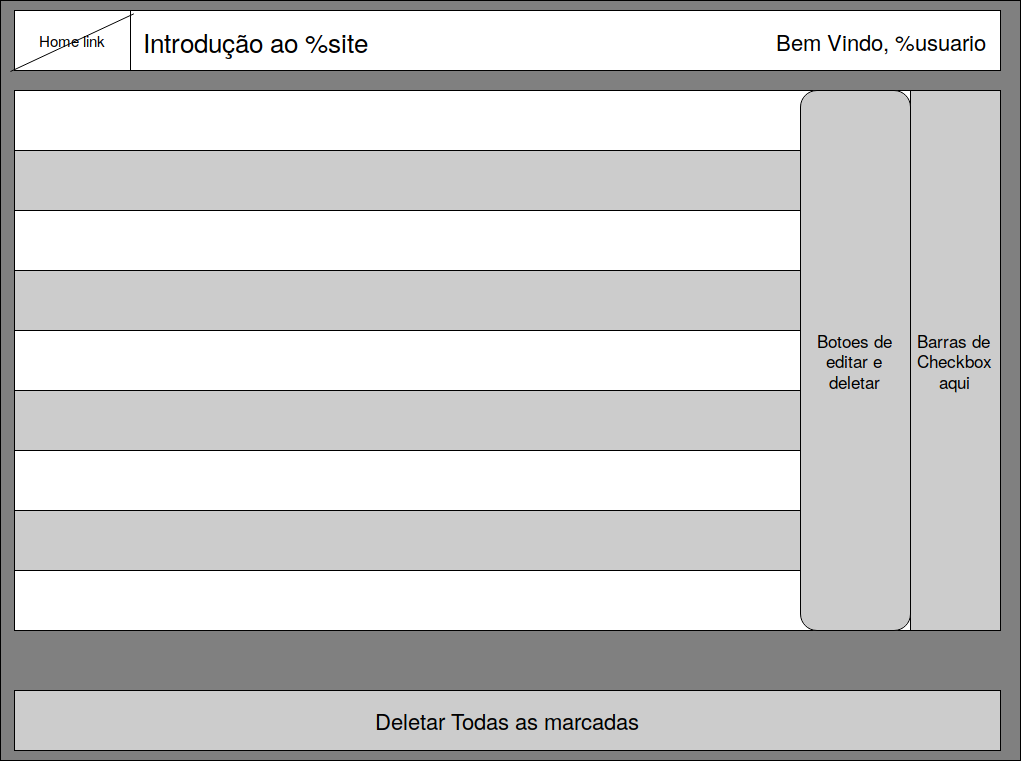 Home link
Introdução ao %site
Bem Vindo, %usuario
Botoes de
editar e
deletar
Barras de
Checkbox
aqui
Deletar Todas as marcadas